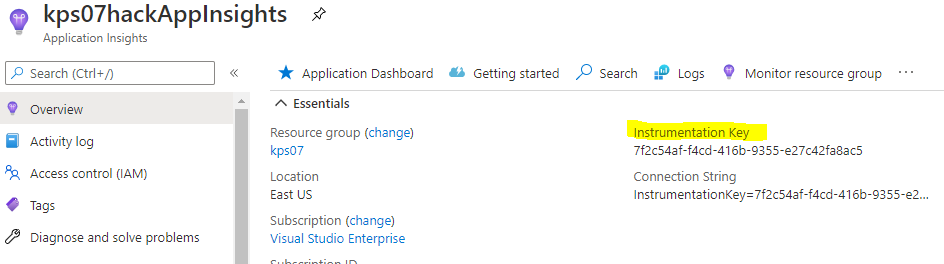 kps07hackAppInsights
Application Insights
Search (Ctrl+/)
Overview
Activity log
Access control (IAM)
Tags
Diagnose and solve problems
Application Dashboard Getting started Search Logs Monitor resource group ...
Essentials
Resource group (change)
kps07
Location
East US
Subscription (change)
Visual Studio Enterprise
Subscription ID
Instrumentation Key
7f2c54af-f4cd-416b-9355-e27c42fa8ac5
Connection String
InstrumentationKey=7f2c54af-f4cd-416b-9355-e2...